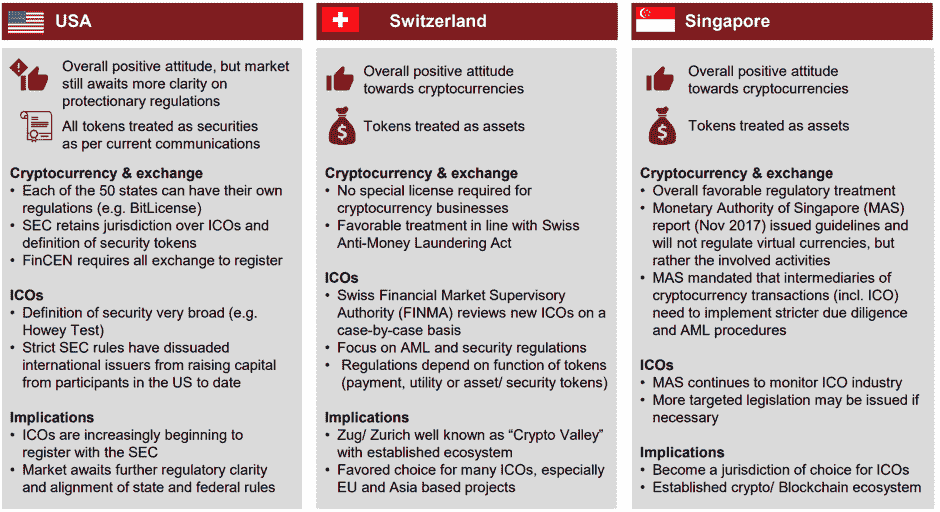 USA
Overall positive attitude, but market
still awaits more clarity on
protectionary regulations
All tokens treated as securities
as per current communications
Cryptocurrency & exchange
• Each of the 50 states can have their own
regulations (e.g. BitLicense)
• SEC retains jurisdiction over ICOs and
definition of security tokens
• FinCEN requires all exchange to register
ICOs
• Definition of security very broad (e.g.
Howey Test)
• Strict SEC rules have dissuaded
international issuers from raising capital
from participants in the US to date
Implications
• ICOs are increasingly beginning to
register with the SEC
• Market awaits further regulatory clarity
and alignment of state and federal rules
Switzerland
Overall positive attitude
towards cryptocurrencies
$
Tokens treated as assets
Cryptocurrency & exchange
• No special license required for
cryptocurrency businesses
• Favorable treatment in line with Swiss
Anti-Money Laundering Act
ICOs
• Swiss Financial Market Supervisory
Authority (FINMA) reviews new ICOs on a
case-by-case basis
• Focus on AML and security regulations
• Regulations depend on function of tokens
(payment, utility or asset/ security tokens)
Implications
• Zug/ Zurich well known as “Crypto Valley”
with established ecosystem
• Favored choice for many ICOs, especially
EU and Asia based projects
Singapore
Overall positive attitude
towards cryptocurrencies
$
Tokens treated as assets
Cryptocurrency & exchange
• Overall favorable regulatory treatment
• Monetary Authority of Singapore (MAS)
report (Nov 2017) issued guidelines and
will not regulate virtual currencies, but
rather the involved activities
• MAS mandated that intermediaries of
cryptocurrency transactions (incl. ICO)
need to implement stricter due diligence
and AML procedures
ICOs
• MAS continues to monitor ICO industry
• More targeted legislation may be issued if
necessary
Implications
• Become a jurisdiction of choice for ICOs
• Established crypto/ Blockchain ecosystem